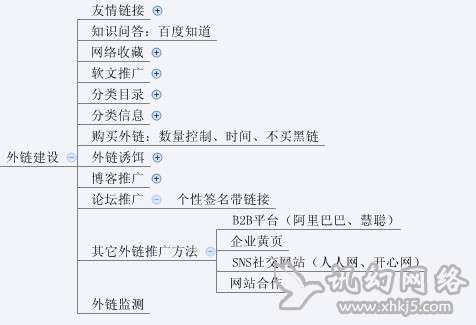 友情链接
知识问答：百度知道
网络收藏
软文推广
分类目录
分类信息
购买外链：数量控制、时间、不买黑链
外链建设
外链诱饵
博客推广
论坛推广 个性签名带链接
B2B平台（阿里巴巴、慧聪）
企业黄页
其它外链推广方法
SNS社交网站（人人网、开心网）
网站合作
外链监测
讯幻网络
www.xhkj5.com